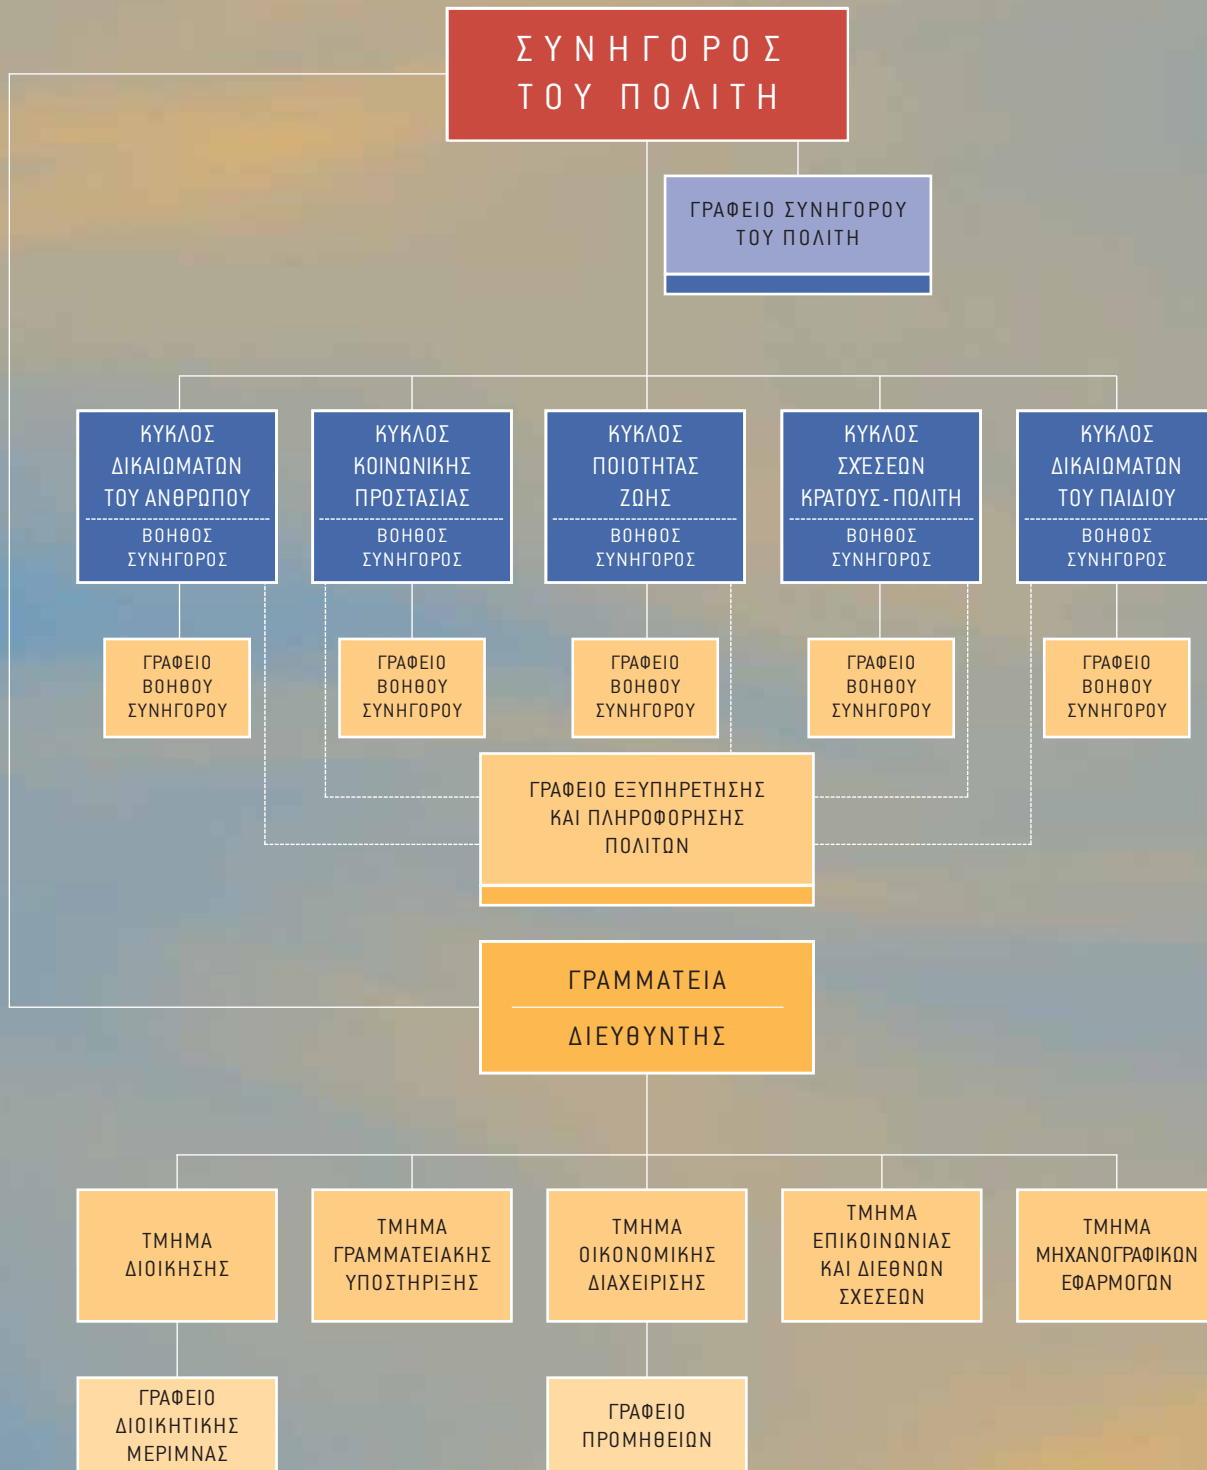 ΣΥΝΗΓΟΡΟΣ
ΤΟΥ ΠΟΛΙΤΗ
ΓΡΑΦΕΙΟ ΣΥΝΗΓΟΡΟΥ
ΤΟΥ ΠΟΛΙΤΗ
ΚΥΚΛΟΣ
ΔΙΚΑΙΩΜΑΤΩΝ
ΤΟΥ ΑΝΘΡΩΠΟΥ
ΒΟΗΘΟΣ
ΣΥΝΗΓΟΡΟΣ
ΚΥΚΛΟΣ
ΚΟΙΝΩΝΙΚΗΣ
ΠΡΟΣΤΑΣΙΑΣ
ΒΟΗΘΟΣ
ΣΥΝΗΓΟΡΟΣ
ΚΥΚΛΟΣ
ΠΟΙΟΤΗΤΑΣ
ΖΩΗΣ
ΒΟΗΘΟΣ
ΣΥΝΗΓΟΡΟΣ
ΚΥΚΛΟΣ
ΣΧΈΣΕΩΝ
ΚΡΑΤΟΥΣ-ΠΟΛΙΤΗ
ΒΟΗΘΟΣ
ΣΥΝΗΓΟΡΟΣ
ΚΥΚΛΟΣ
ΔΙΚΑΙΩΜΑΤΩΝ
ΤΟΥ ΠΑΙΔΙΟΥ
ΒΟΗΘΟΣ
ΣΥΝΗΓΟΡΟΣ
ΓΡΑΦΕΙΟ
ΒΟΗΘΟΥ
ΣΥΝΗΓΟΡΟΥ
ΓΡΑΦΕΙΟ
ΒΟΗΘΟΥ
ΣΥΝΗΓΟΡΟΥ
ΓΡΑΦΕΙΟ
ΒΟΗΘΟΥ
ΣΥΝΗΓΟΡΟΥ
ΓΡΑΦΕΙΟ
ΒΟΗΘΟΥ
ΣΥΝΗΓΟΡΟΥ
ΓΡΑΦΕΙΟ
ΒΟΗΘΟΥ
ΣΥΝΗΓΟΡΟΥ
ΓΡΑΦΕΙΟ ΕΞΥΠΗΡΕΤΗΣΗΣ
ΚΑΙ ΠΛΗΡΟΦΟΡΗΣΗΣ
ΠΟΛΙΤΩΝ
ΓΡΑΜΜΑΤΕΙΑ
ΔΙΕΥΘΥΝΤΗΣ
ΤΜΗΜΑ
ΔΙΟΙΚΗΣΗΣ
ΤΜΗΜΑ
ΓΡΑΜΜΑΤΕΙΑΚΗΣ
ΥΠΟΣΤΗΡΙΞΗΣ
ΤΜΗΜΑ
ΟΙΚΟΝΟΜΙΚΗΣ
ΔΙΑΧΕΙΡΙΣΗΣ
ΤΜΗΜΑ
ΕΠΙΚΟΙΝΩΝΙΑΣ
ΚΑΙ ΔΙΕΘΝΩΝ
ΣΧΕΣΕΩΝ
ΤΜΗΜΑ
ΜΗΧΑΝΟΓΡΑΦΙΚΩΝ
ΕΦΑΡΜΟΓΩΝ
ΓΡΑΦΕΙΟ
ΔΙΟΙΚΗΤΙΚΗΣ
ΜΕΡΙΜΝΑΣ
ΓΡΑΦΕΙΟ
ΠΡΟΜΗΘΕΙΩΝ